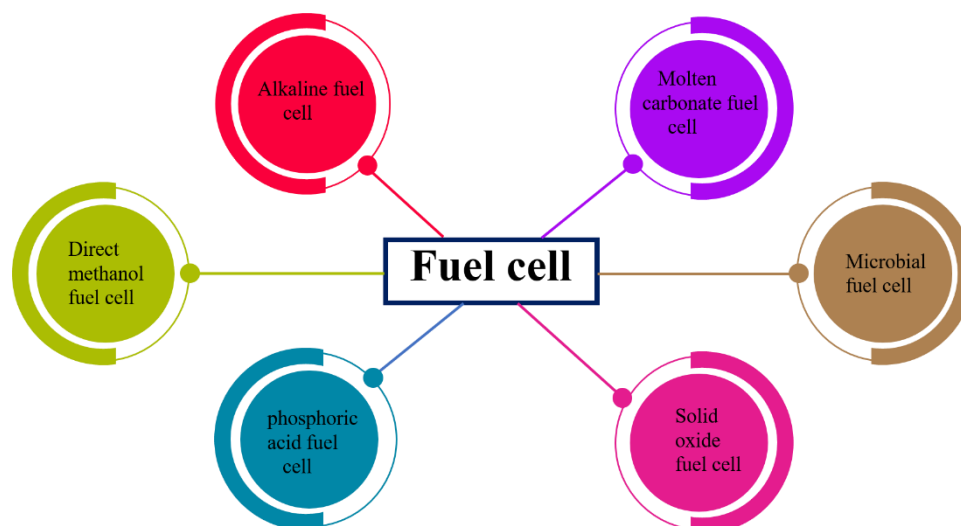 Alkaline fuel
cell
Molten
carbonate fuel
cell
Direct
methanol
fuel cell
Fuel cell
Microbial
fuel cell
phosphoric
acid fuel
cell
Solid
oxide
fuel cell